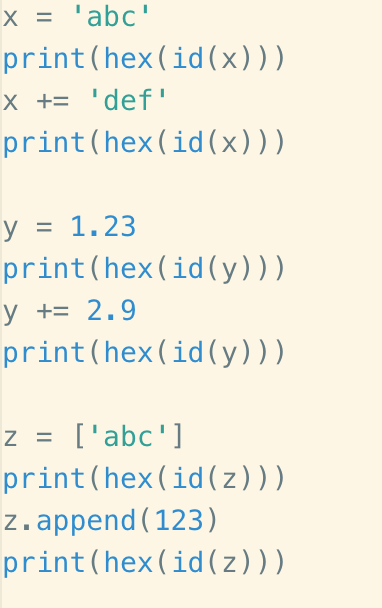 x = 'abc'
print(hex(id(x)))
x += 'def'
print(hex(id(x)))
y = 1.23
print(hex(id(y)))
y += 2.9
print(hex(id(y)))
z = ['abc']
print(hex(id(z)))
z.append(123)
print(hex(id(z)))